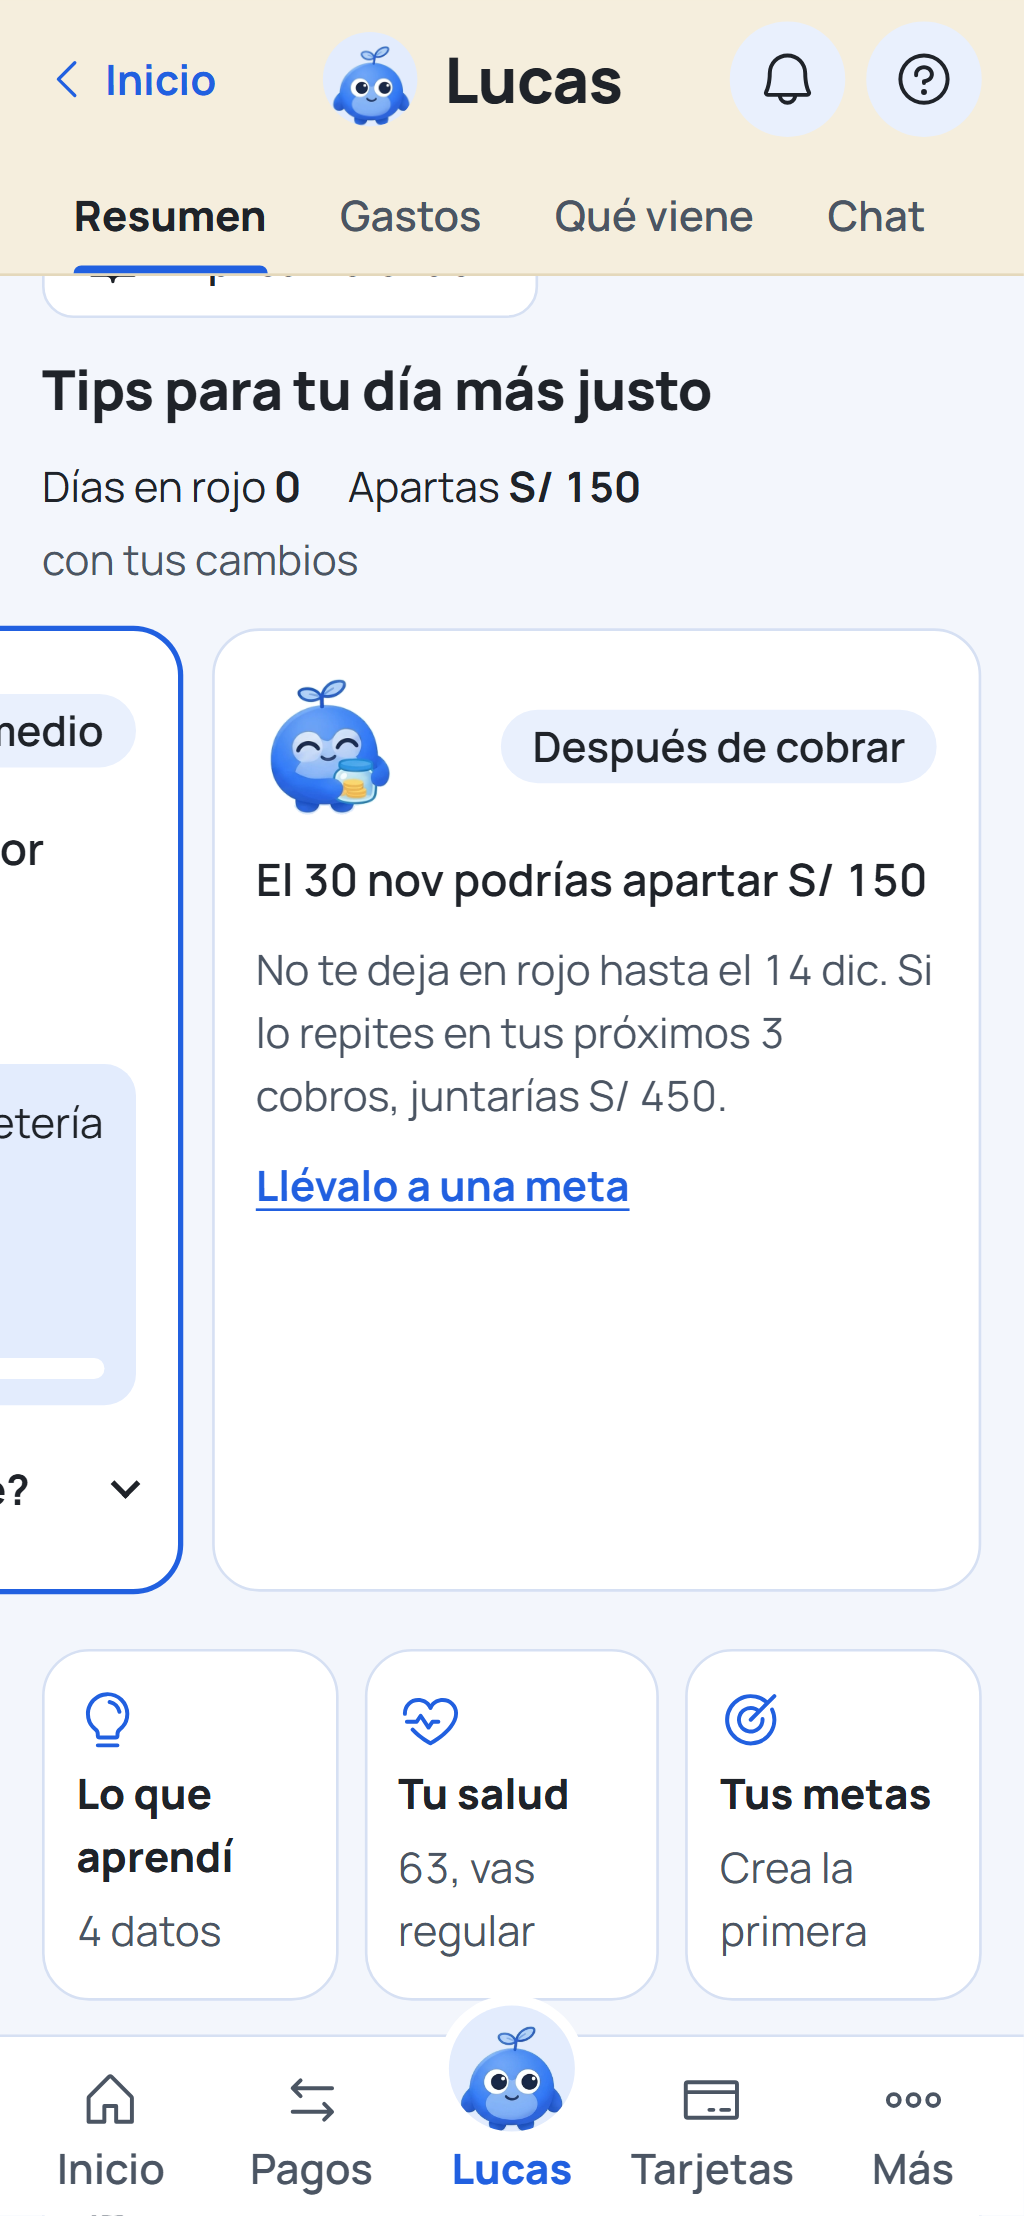 Inicio
Lucas
Resumen
Gastos
Qué viene
Chat
Tips para tu día más justo
Días en rojo 0 Apartas S/ 150
con tus cambios
medio
or
etería
e?
Después de cobrar
El 30 nov podrías apartar S/ 150
No te deja en rojo hasta el 14 dic. Si
lo repites en tus próximos 3
cobros, juntarías S/ 450.
Llévalo a una meta
Lo que
aprendí
4 datos
Tu salud
63, vas
regular
Tus metas
Crea la
primera
Inicio
Pagos
Lucas
Tarjetas
Más